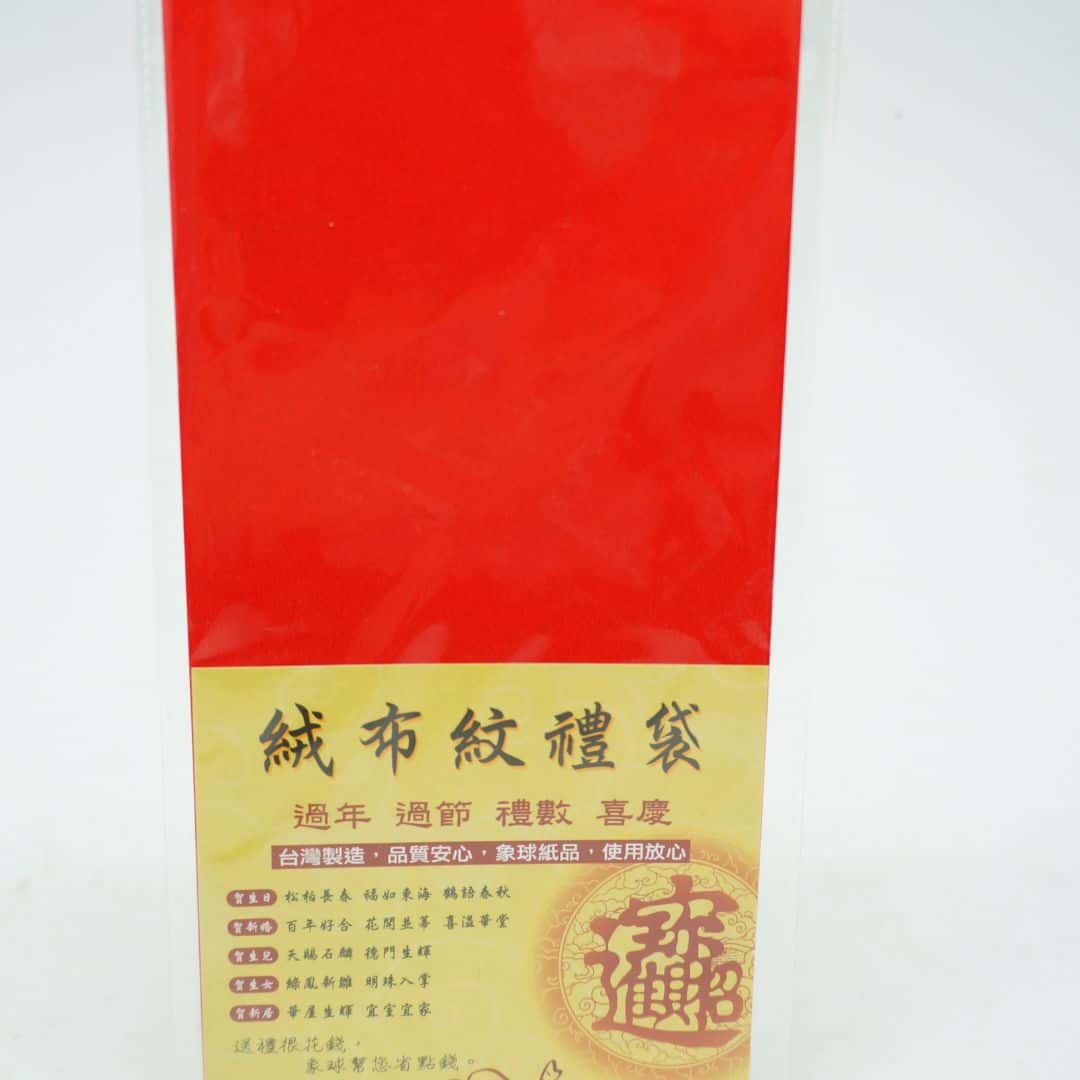 絨布紋禮袋
過年 過節 禮數 喜慶
台灣製造，品質安心，象球紙品，使用放心
賀生日 松柏長春 福如東海 鶴語春秋
賀新婚 百年好合 花開並蒂 喜溢華堂
賀生兒 天賜石麟 德門生輝
賀生女 綠鳳新雛 明珠入掌
賀新居 華屋生輝 宜室宜家
送禮很花錢，
象球幫您省點錢。
招財進寶